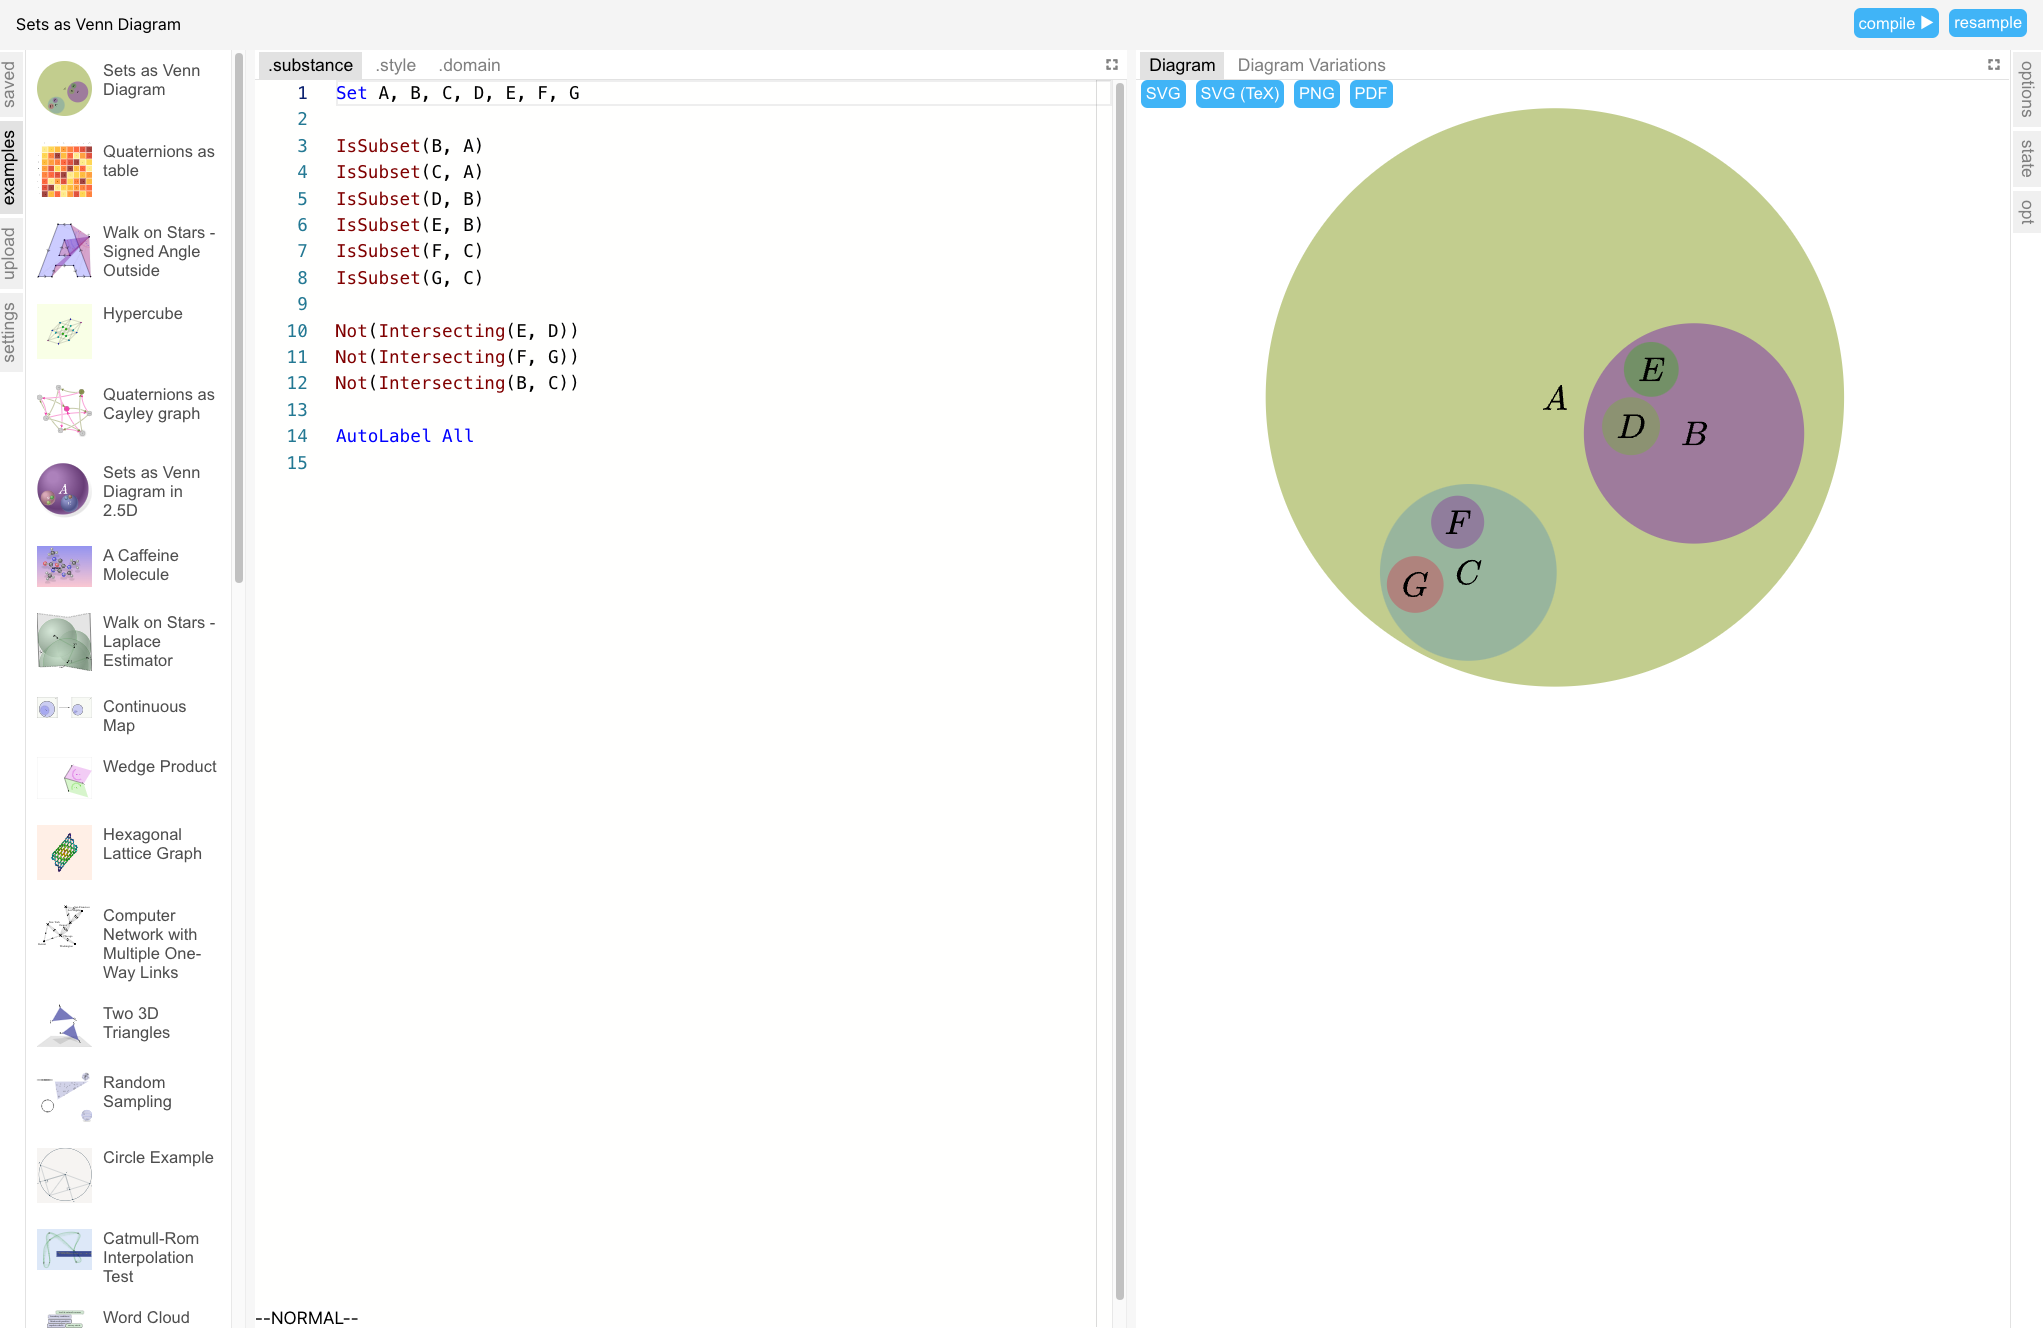 Sets as Venn Diagram
compile ▶
resample
saved
examples
upload
settings
Sets as Venn
Diagram
Quaternions as
table
Walk on Stars -
Signed Angle
Outside
Hypercube
Quaternions as
Cayley graph
A
Sets as Venn
Diagram in
2.5D
A Caffeine
Molecule
Walk on Stars -
Laplace
Estimator
Continuous
Map
Wedge Product
Hexagonal
Lattice Graph
Computer
Network with
Multiple One-
Way Links
Two 3D
Triangles
Random
Sampling
Circle Example
Catmull-Rom
Interpolation
Test
Word Cloud
.substance .style .domain
1 Set A, B, C, D, E, F, G
2
3 IsSubset(B, A)
4 IsSubset(C, A)
5 IsSubset(D, B)
6 IsSubset(E, B)
7 IsSubset(F, C)
8 IsSubset(G, C)
9
10 Not(Intersecting(E, D))
11 Not(Intersecting(F, G))
12 Not(Intersecting(B, C))
13
14 AutoLabel All
15
--NORMAL--
Diagram Diagram Variations
SVG SVG (TeX) PNG PDF
E
A
D
B
F
C
G
options
state
opt